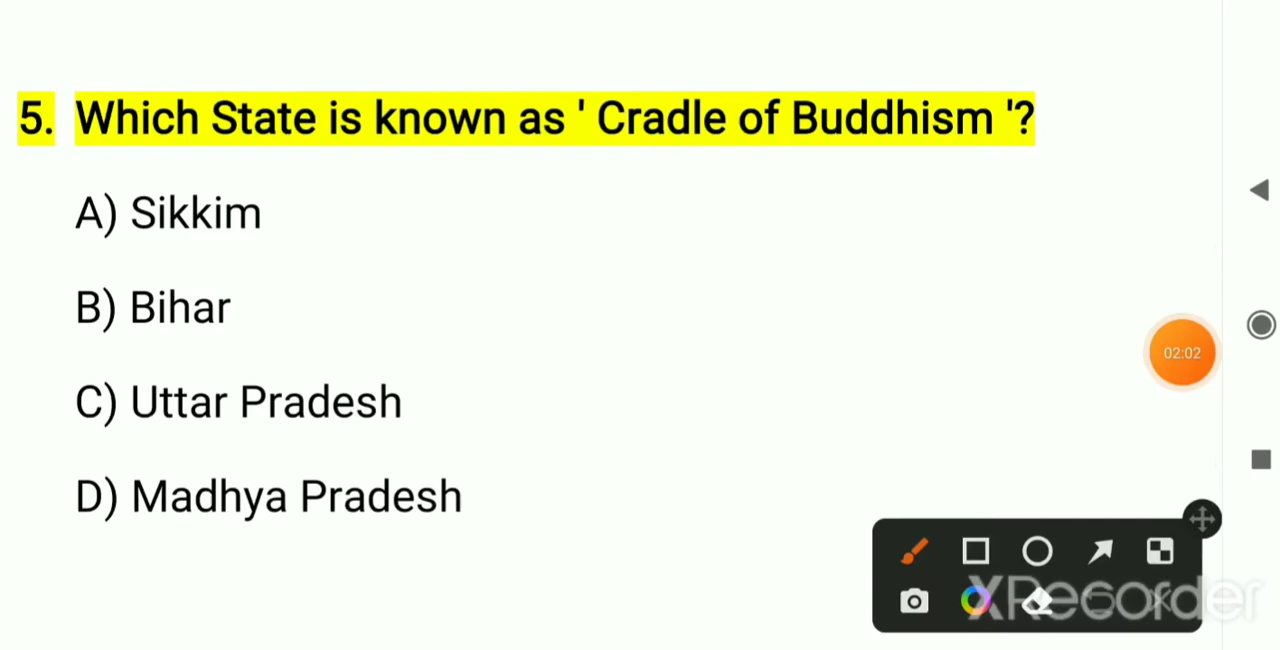 5. Which State is known as ' Cradle of Buddhism '?
A) Sikkim
B) Bihar
02:02
C) Uttar Pradesh
D) Madhya Pradesh
XRecorder